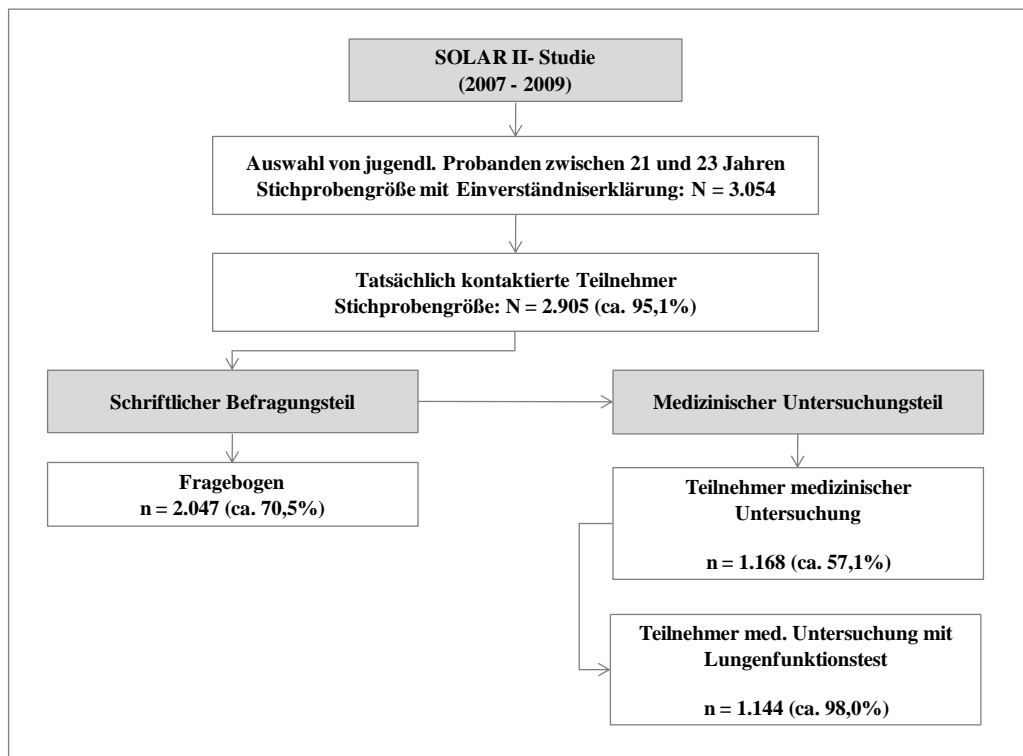 SOLAR II- Studie
(2007 - 2009)
Auswahl von jugendl. Probanden zwischen 21 und 23 Jahren
Stichprobengröße mit Einverständniserklärung: N = 3.054
Tatsächlich kontaktierte Teilnehmer
Stichprobengröße: N = 2.905 (ca. 95,1%)
Schriftlicher Befragungsteil
Medizinischer Untersuchungsteil
Fragebogen
n = 2.047 (ca. 70,5%)
Teilnehmer medizinischer
Untersuchung
n = 1.168 (ca. 57,1%)
Teilnehmer med. Untersuchung mit
Lungenfunktionstest
n = 1.144 (ca. 98,0%)